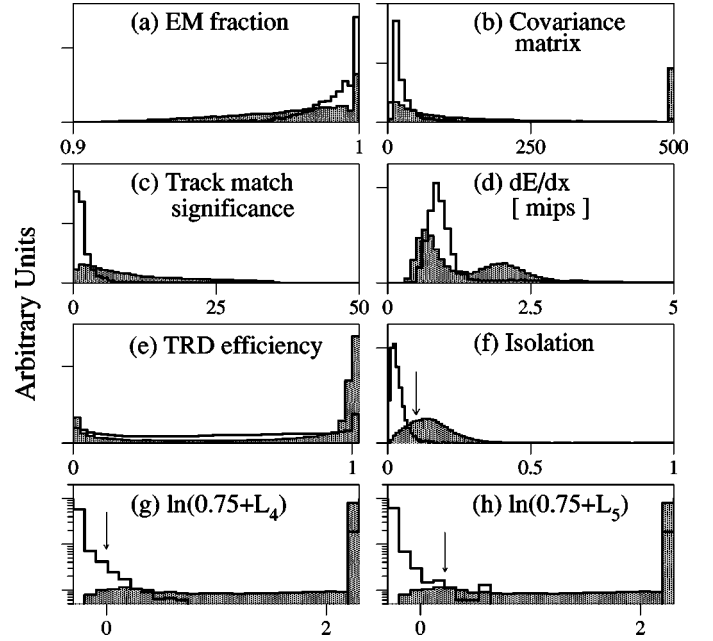 (a) EM fraction
0.9
1
(b) Covariance
matrix
0
250
500
(c) Track match
significance
0
25
50
(d) dE/dx
[ mips ]
0
2.5
5
Arbitrary Units
(e) TRD efficiency
0
1
(f) Isolation
0
0.5
1
(g) ln(0.75+L4)
0
2
(h) ln(0.75+L5)
0
2